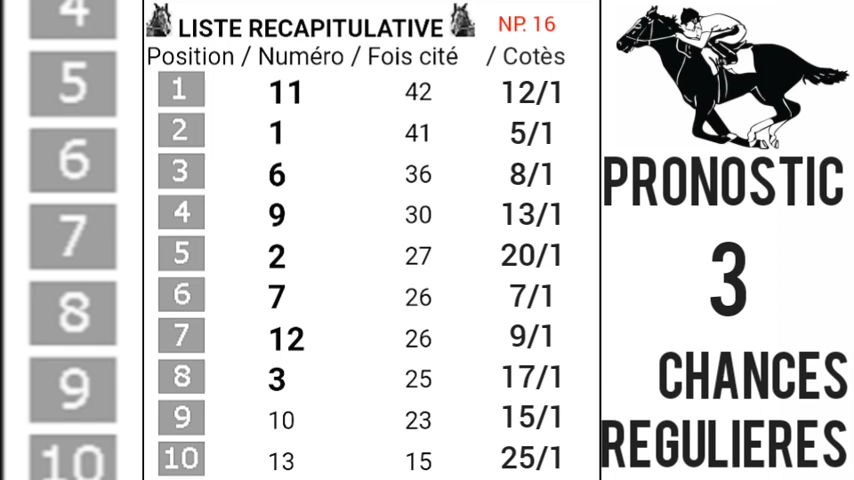 4
5
6
7
8
9
10
LISTE RECAPITULATIVE NP. 16
Position / Numéro / Fois cité / Cotès
1 11 42 12/1
2 1 41 5/1
3 6 36 8/1
4 9 30 13/1
5 2 27 20/1
6 7 26 7/1
7 12 26 9/1
8 3 25 17/1
9 10 23 15/1
10 13 15 25/1
PRONOSTIC
3
CHANCES
REGULIERES